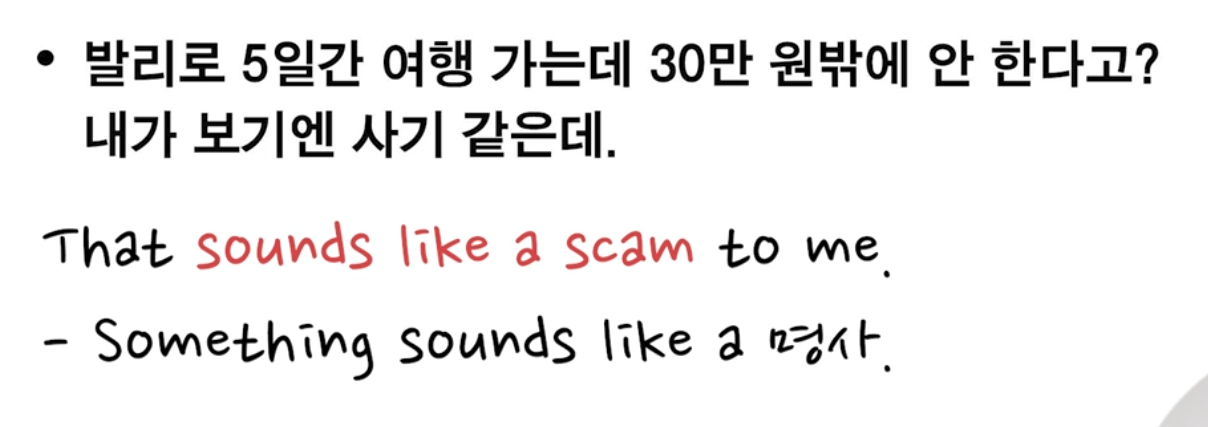 • 발리로 5일간 여행 가는데 30만 원밖에 안 한다고?
내가 보기엔 사기 같은데.
That sounds like a scam to me.
- Something sounds like a 명사.